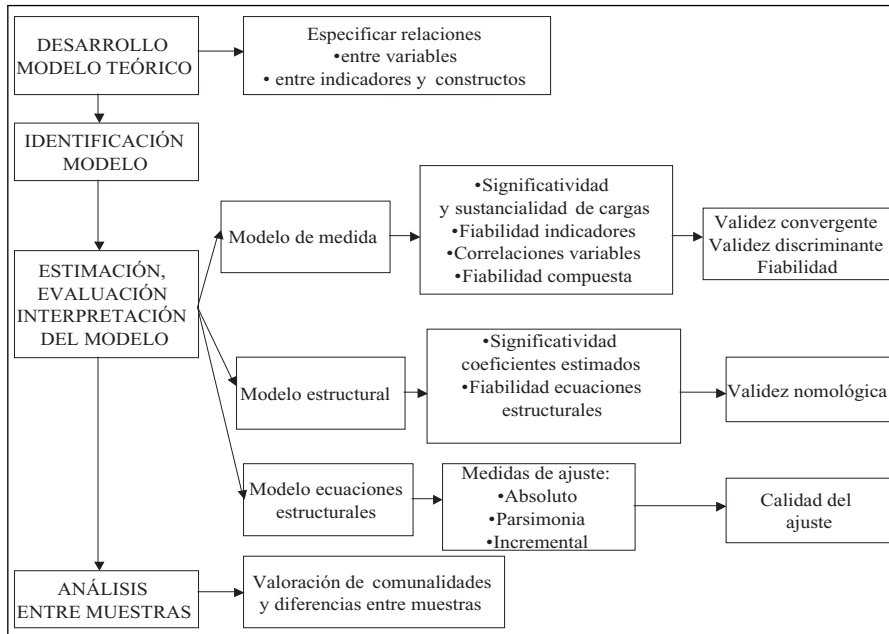 DESARROLLO
MODELO TEÓRICO
Especificar relaciones
•entre variables
• entre indicadores y constructos
IDENTIFICACIÓN
MODELO
ESTIMACIÓN,
EVALUACIÓN
INTERPRETACIÓN
DEL MODELO
Modelo de medida
•Significatividad
y sustancialidad de cargas
•Fiabilidad indicadores
•Correlaciones variables
•Fiabilidad compuesta
Validez convergente
Validez discriminante
Fiabilidad
Modelo estructural
•Significatividad
coeficientes estimados
•Fiabilidad ecuaciones
estructurales
Validez nomológica
Modelo ecuaciones
estructurales
Medidas de ajuste:
•Absoluto
•Parsimonia
•Incremental
Calidad del
ajuste
ANÁLISIS
ENTRE MUESTRAS
Valoración de comunalidades
y diferencias entre muestras